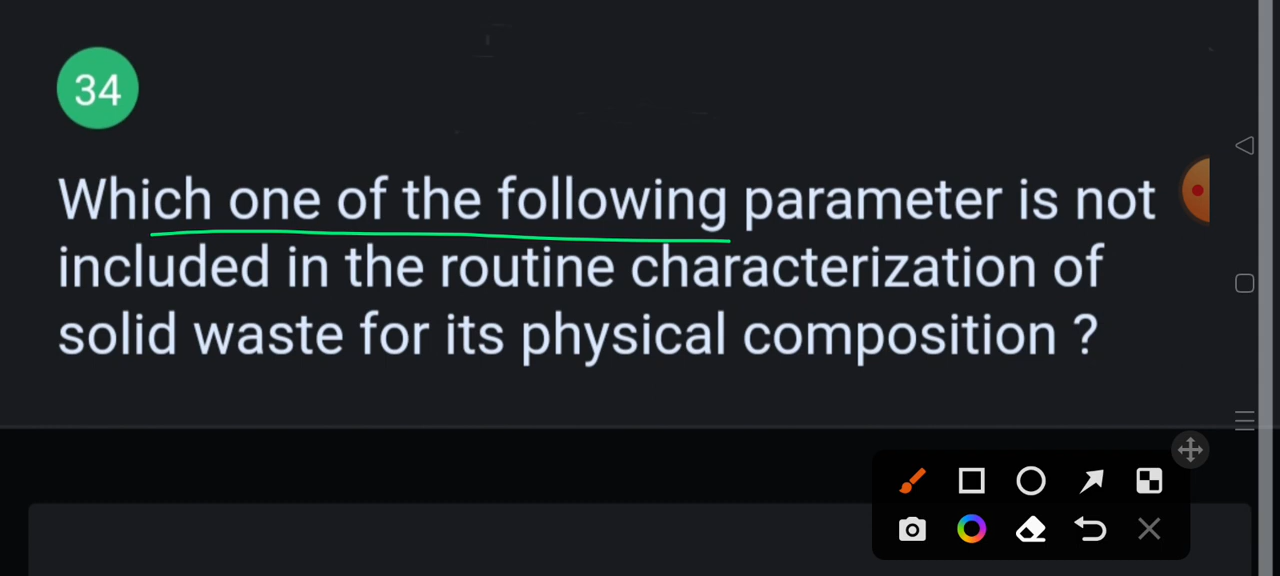 34
Which one of the following parameter is not
included in the routine characterization of
solid waste for its physical composition ?